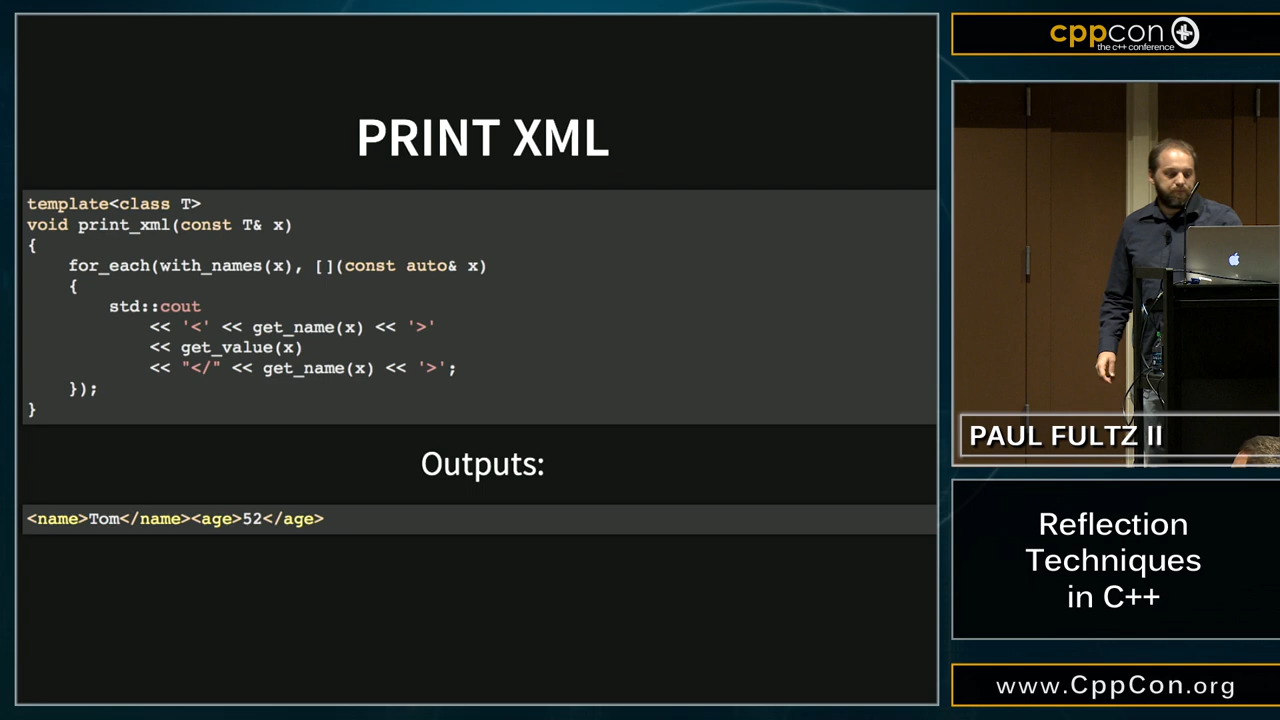 PRINT XML
template<class T>
void print_xml(const T& x)
{
    for_each(with_names(x), [](const auto& x)
    {
        std::cout
            << '<' << get_name(x) << '>'
            << get_value(x)
            << "</" << get_name(x) << '>';
    });
}
Outputs:
<name>Tom</name><age>52</age>
cppcon
the c++ conference
PAUL FULTZ II
Reflection
Techniques
in C++
www.CppCon.org